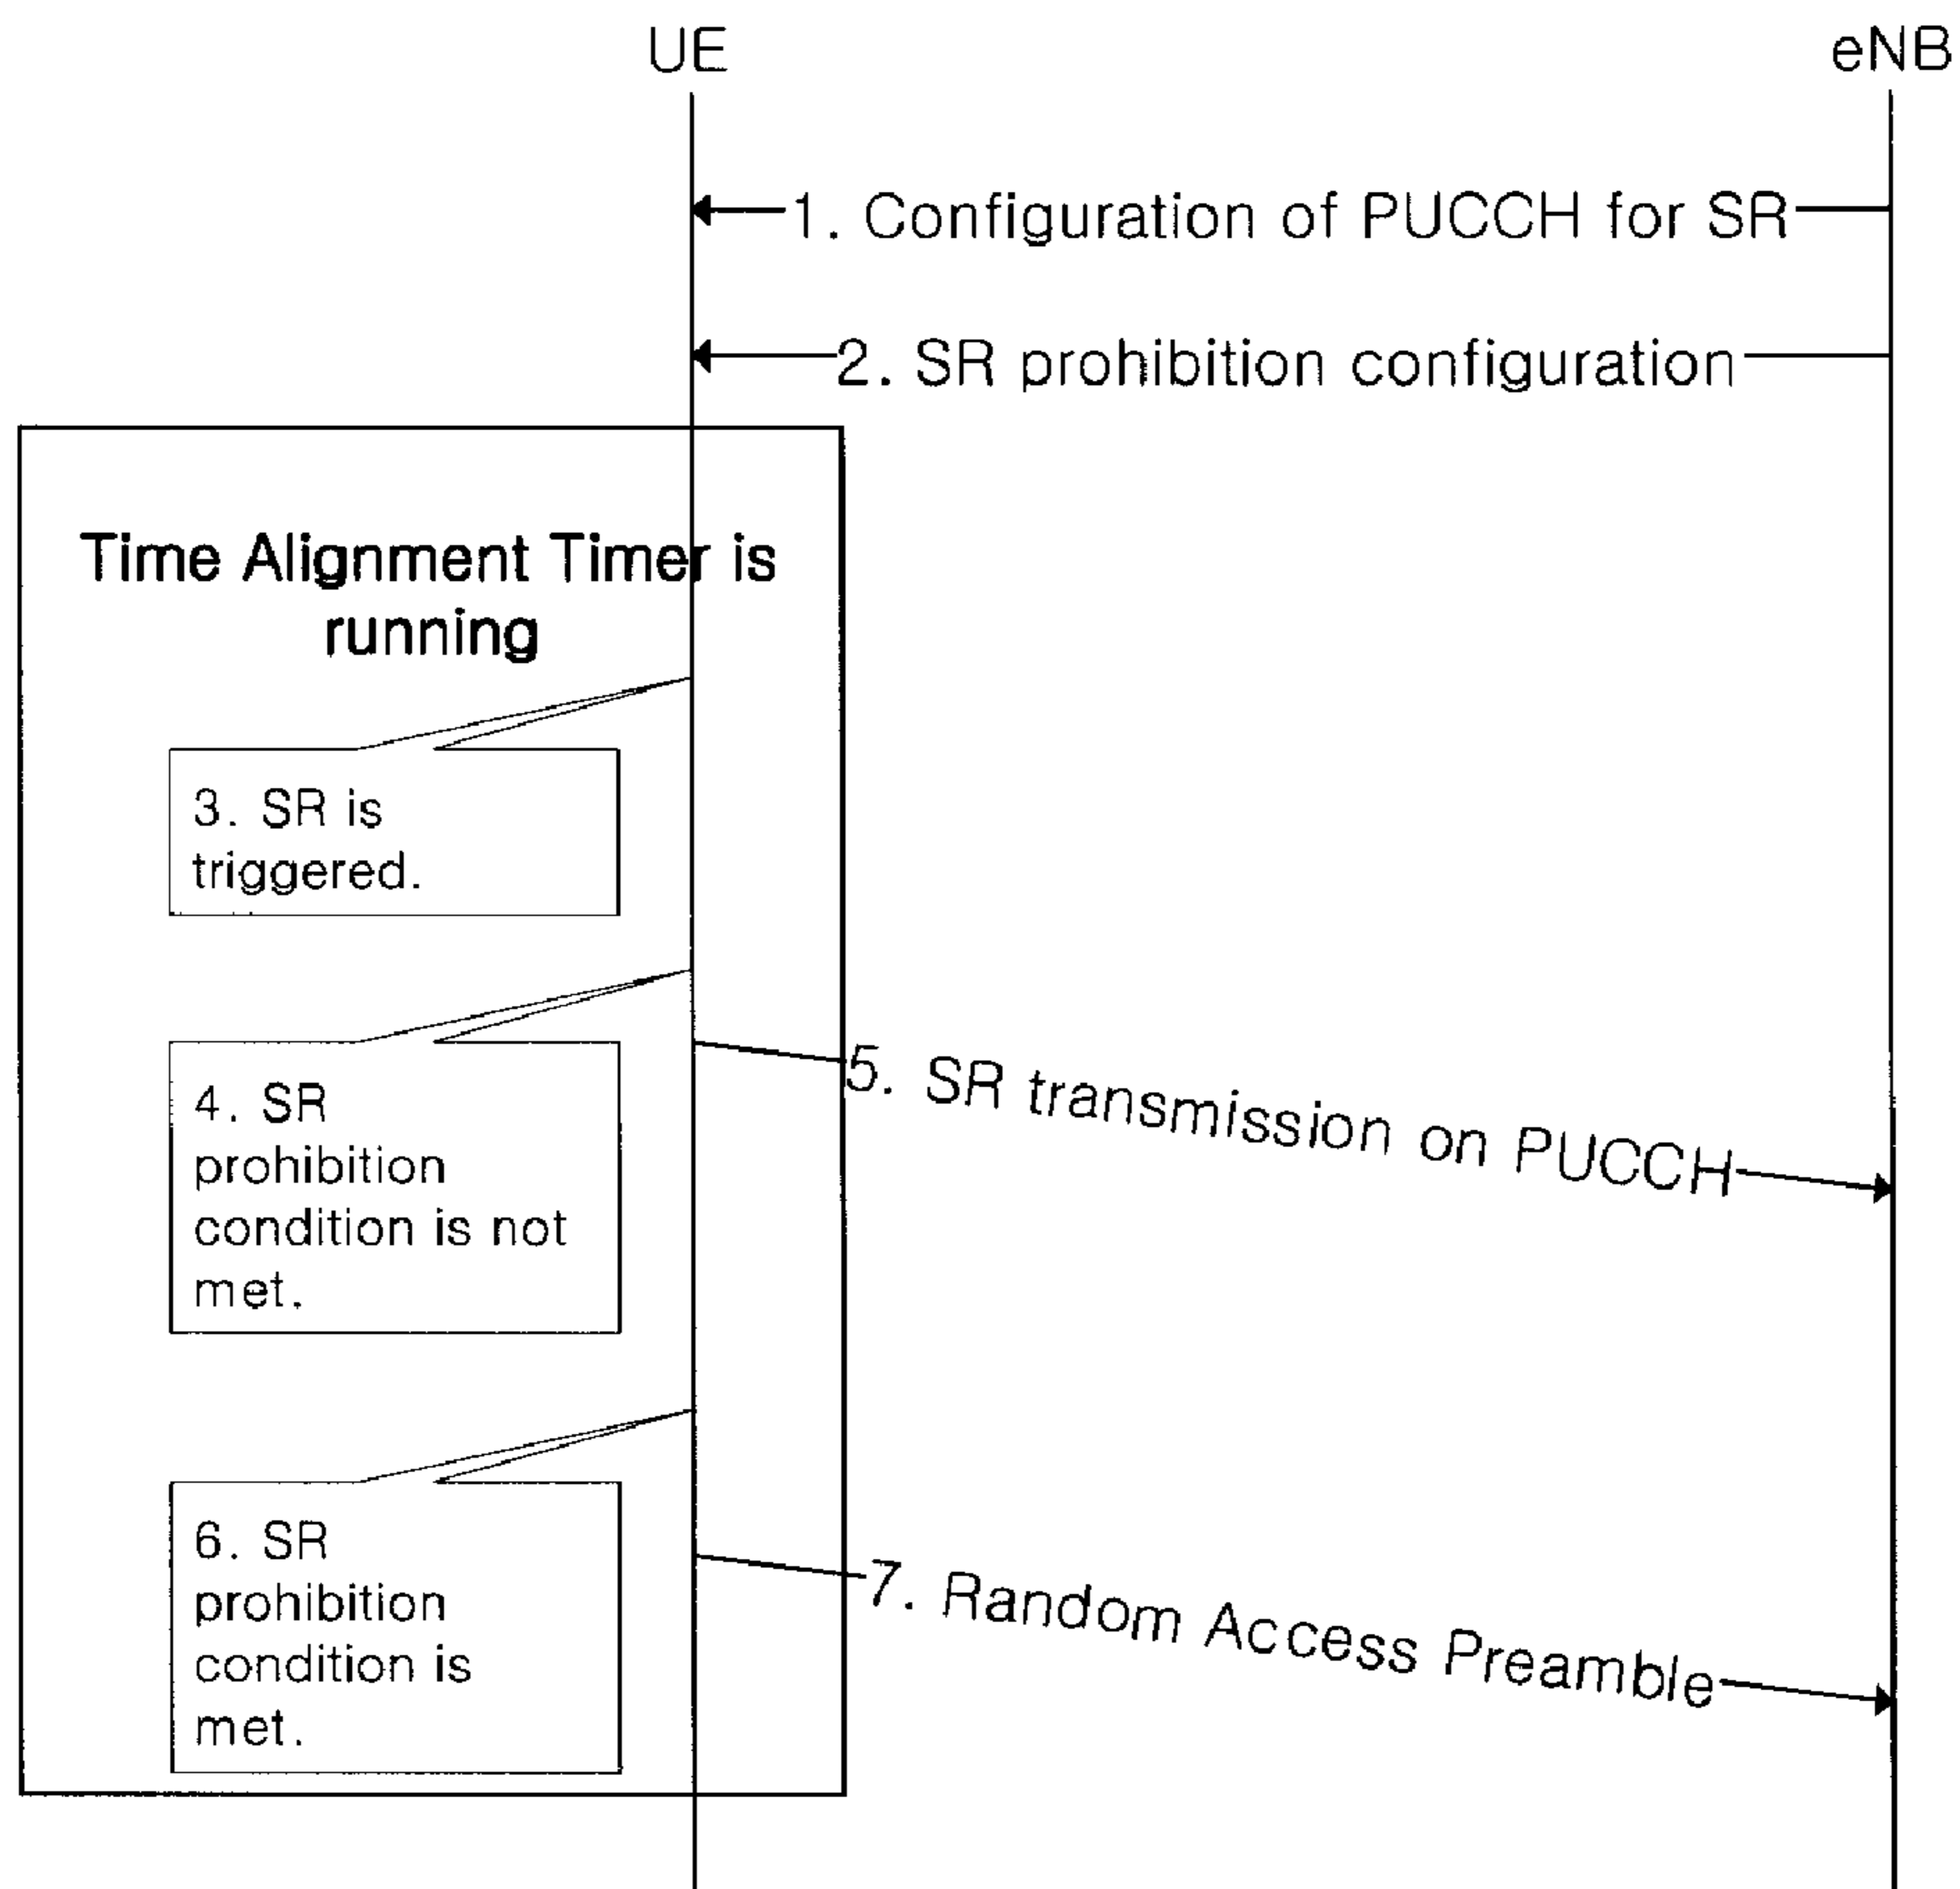 UE
eNB
1. Configuration of PUCCH for SR
2. SR prohibition configuration
Time Alignment Timer is
running
3. SR is
triggered.
4. SR
prohibition
condition is not
met.
5. SR transmission on PUCCH
6. SR
prohibition
condition is
met.
7. Random Access Preamble